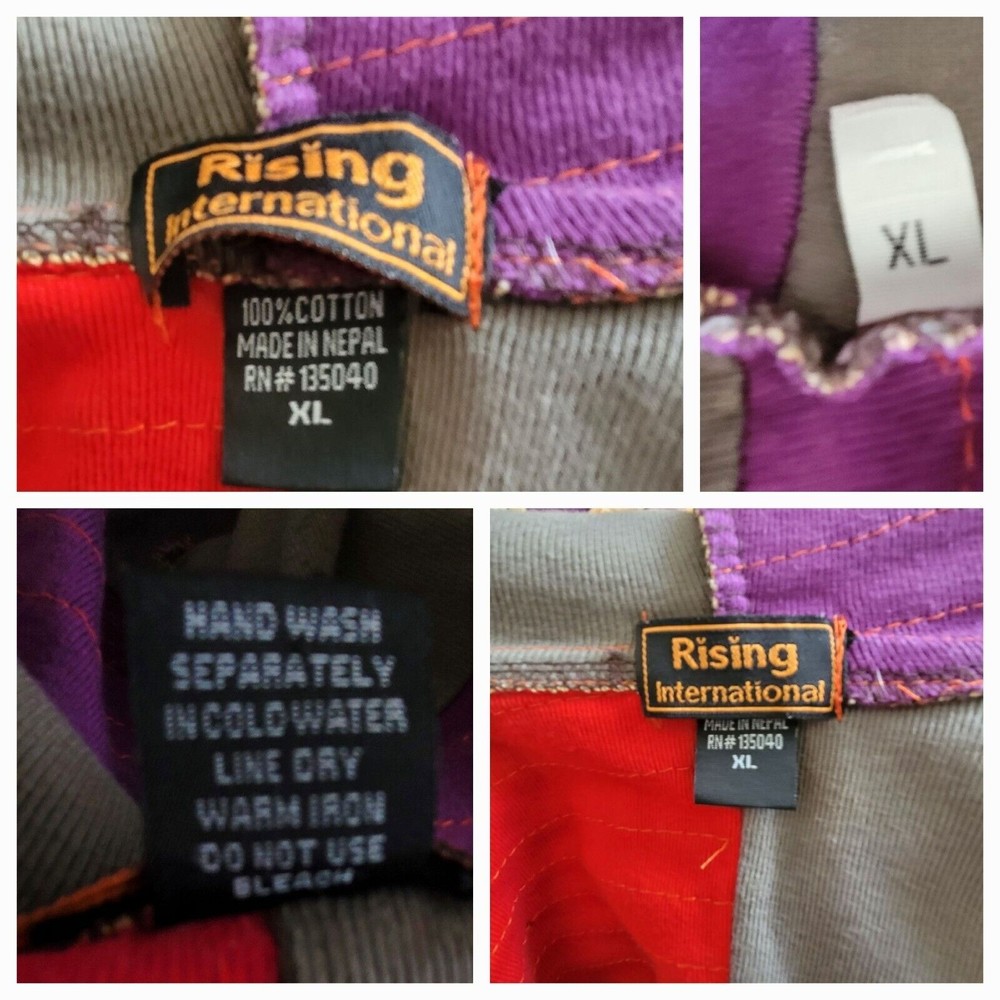 Rising
International
100%COTTON
MADE IN NEPAL
RN# 135040
XL
XL
HAND WASH
SEPARATELY
IN COLD WATER
LINE DRY
WARM IRON
DO NOT USE
BLEACH
Rising
International
MADE IN NEPAL
RN# 135040
XL